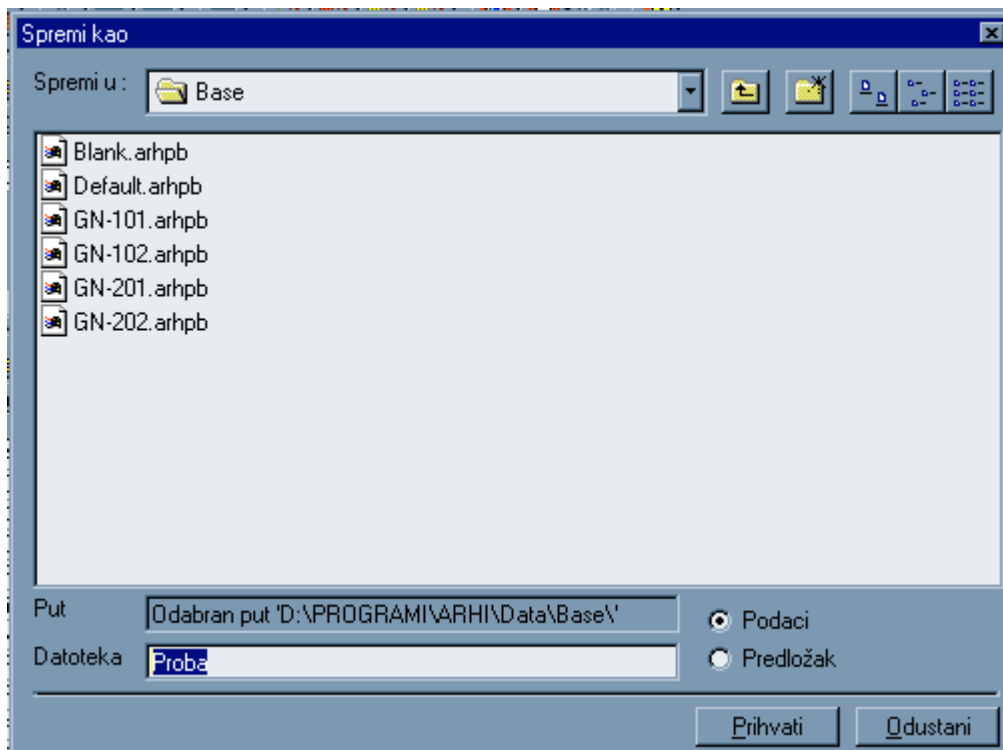 Spremi kao
Spremi u :
Base
Blank.arhpb
Default.arhpb
GN-101.arhpb
GN-102.arhpb
GN-201.arhpb
GN-202.arhpb
Put
Odabran put 'D:\PROGRAMI\ARHI\Data\Base\'
Podaci
Datoteka
Proba
Predložak
Prihvati
Odustani